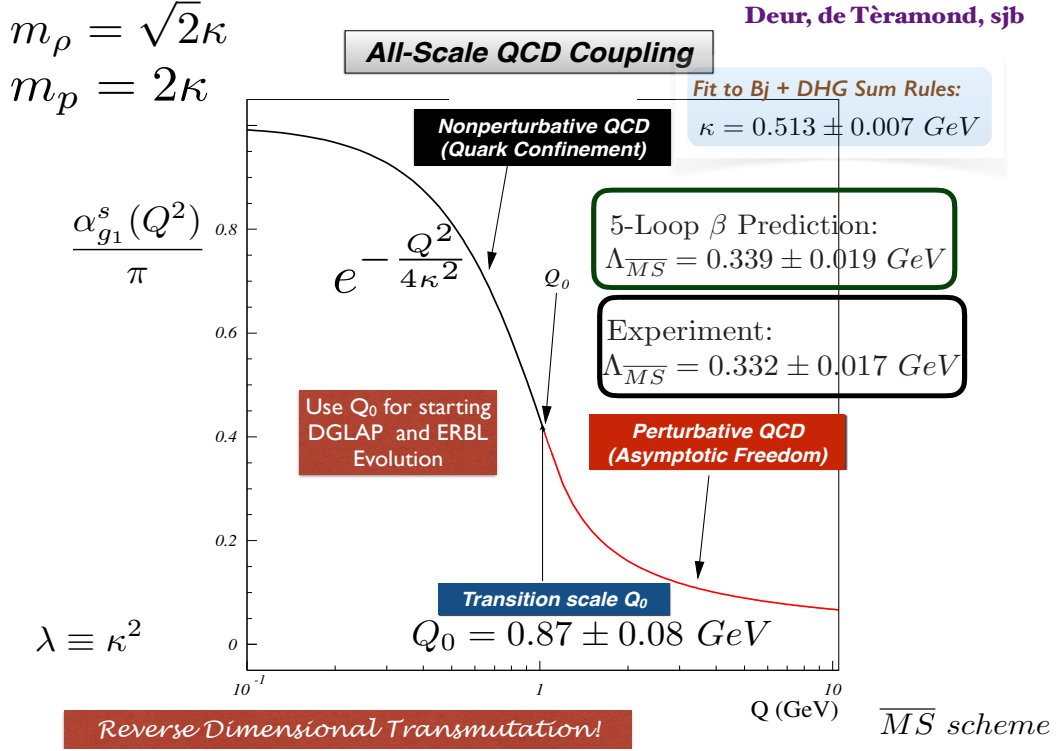 Deur, de Tèramond, sjb
m_ρ = √2κ
m_p = 2κ
All-Scale QCD Coupling
Fit to Bj + DHG Sum Rules:
κ = 0.513 ± 0.007 GeV
Nonperturbative QCD
(Quark Confinement)
α^s_{g_1}(Q^2)
π
e^{-Q^2/4κ^2}
Q_0
5-Loop β Prediction:
Λ_{\overline{MS}} = 0.339 ± 0.019 GeV
Experiment:
Λ_{\overline{MS}} = 0.332 ± 0.017 GeV
Use Q_0 for starting
DGLAP and ERBL
Evolution
Perturbative QCD
(Asymptotic Freedom)
Transition scale Q_0
Q_0 = 0.87 ± 0.08 GeV
λ ≡ κ^2
0.8
0.6
0.4
0.2
0
10^{-1}
1
10
Q (GeV)
Reverse Dimensional Transmutation!
\overline{MS} scheme